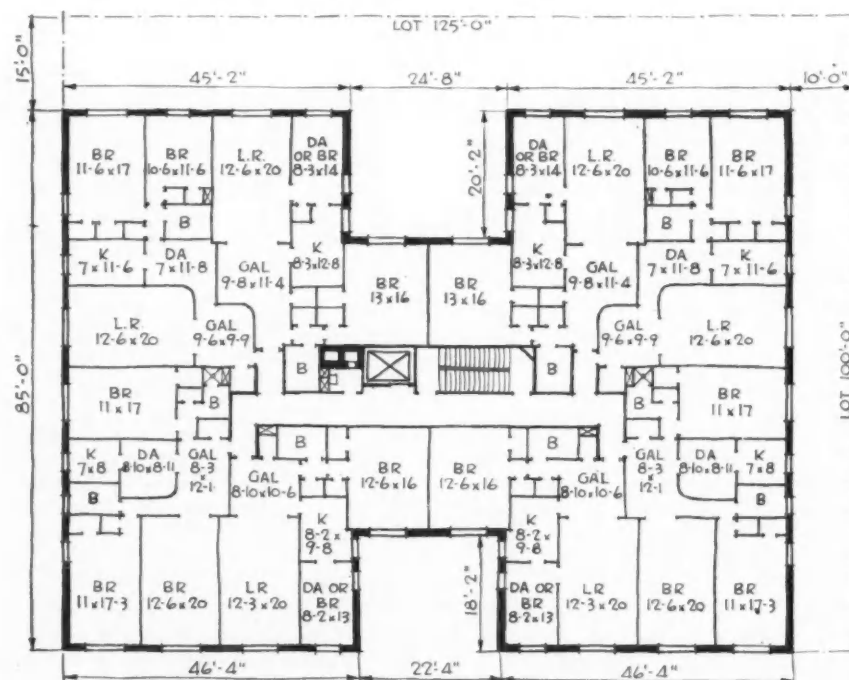 LOT 125'-0"
15'-0"
45'-2"
24'-8"
45'-2"
10'-0"
BR
11-6x17
BR
10-6x11-6
L.R.
12-6x20
DA
OR BR
8-3x14
20'-2"
DA
OR BR
8-3x14
L.R.
12-6x20
BR
10-6x11-6
BR
11-6x17
B
B
K
7x11-6
DA
7x11-8
GAL
9-8x11-4
K
8-3x12-8
BR
13x16
BR
13x16
K
8-3x12-8
GAL
9-8x11-4
DA
7x11-8
K
7x11-6
L.R.
12-6x20
GAL
9-6x9-9
GAL
9-6x9-9
L.R.
12-6x20
85'-0"
LOT 100'-0"
B
B
BR
11x17
B
B
BR
11x17
K
7x8
DA
8-10x8-11
GAL
8-3
x
12-1
B
BR
12-6x16
BR
12-6x16
B
GAL
8-3
x
12-1
DA
8-10x8-11
K
7x8
GAL
8-10x10-6
GAL
8-10x10-6
B
B
K
8-2x
9-8
K
8-2x
9-8
BR
11x17-3
BR
12-6x20
L.R
12-3x20
DA OR
BR
8-2x13
18'-2"
DA OR
BR
8-2x13
L.R
12-3x20
BR
12-6x20
BR
11x17-3
46'-4"
22'-4"
46'-4"